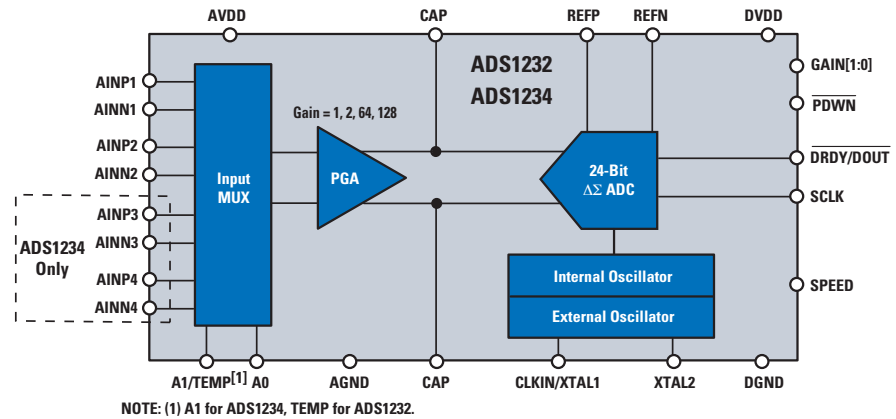 AVDD CAP REFP REFN DVDD
ADS1232
ADS1234
GAIN[1:0]
PDWN
DRDY/DOUT
SCLK
SPEED
AINP1
AINN1
AINP2
AINN2
AINP3
AINN3
AINP4
AINN4
ADS1234
Only
Input
MUX
Gain = 1, 2, 64, 128
PGA
24-Bit
ΔΣ ADC
Internal Oscillator
External Oscillator
A1/TEMP[1] A0 AGND CAP CLKIN/XTAL1 XTAL2 DGND
NOTE: (1) A1 for ADS1234, TEMP for ADS1232.